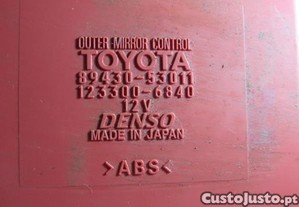 OUTER MIRROR CONTROL
TOYOTA
89430-53011
123300-6840
12V
DENSO
MADE IN JAPAN
>ABS<
CustoJusto.pt